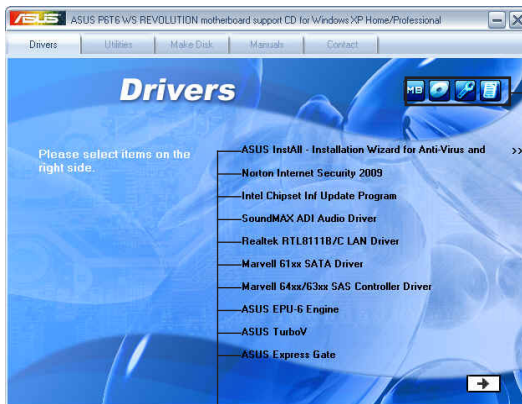 ASUS ASUS P6T6 WS REVOLUTION motherboard support CD for Windows XP Home/Professional
Drivers Utilities Make Disk Manuals Contact
Drivers
MB
Please select items on the
right side.
ASUS InstAll - Installation Wizard for Anti-Virus and >>
Norton Internet Security 2009
Intel Chipset Inf Update Program
SoundMAX ADI Audio Driver
Realtek RTL8111B/C LAN Driver
Marvell 61xx SATA Driver
Marvell 64xx/63xx SAS Controller Driver
ASUS EPU-6 Engine
ASUS TurboV
ASUS Express Gate